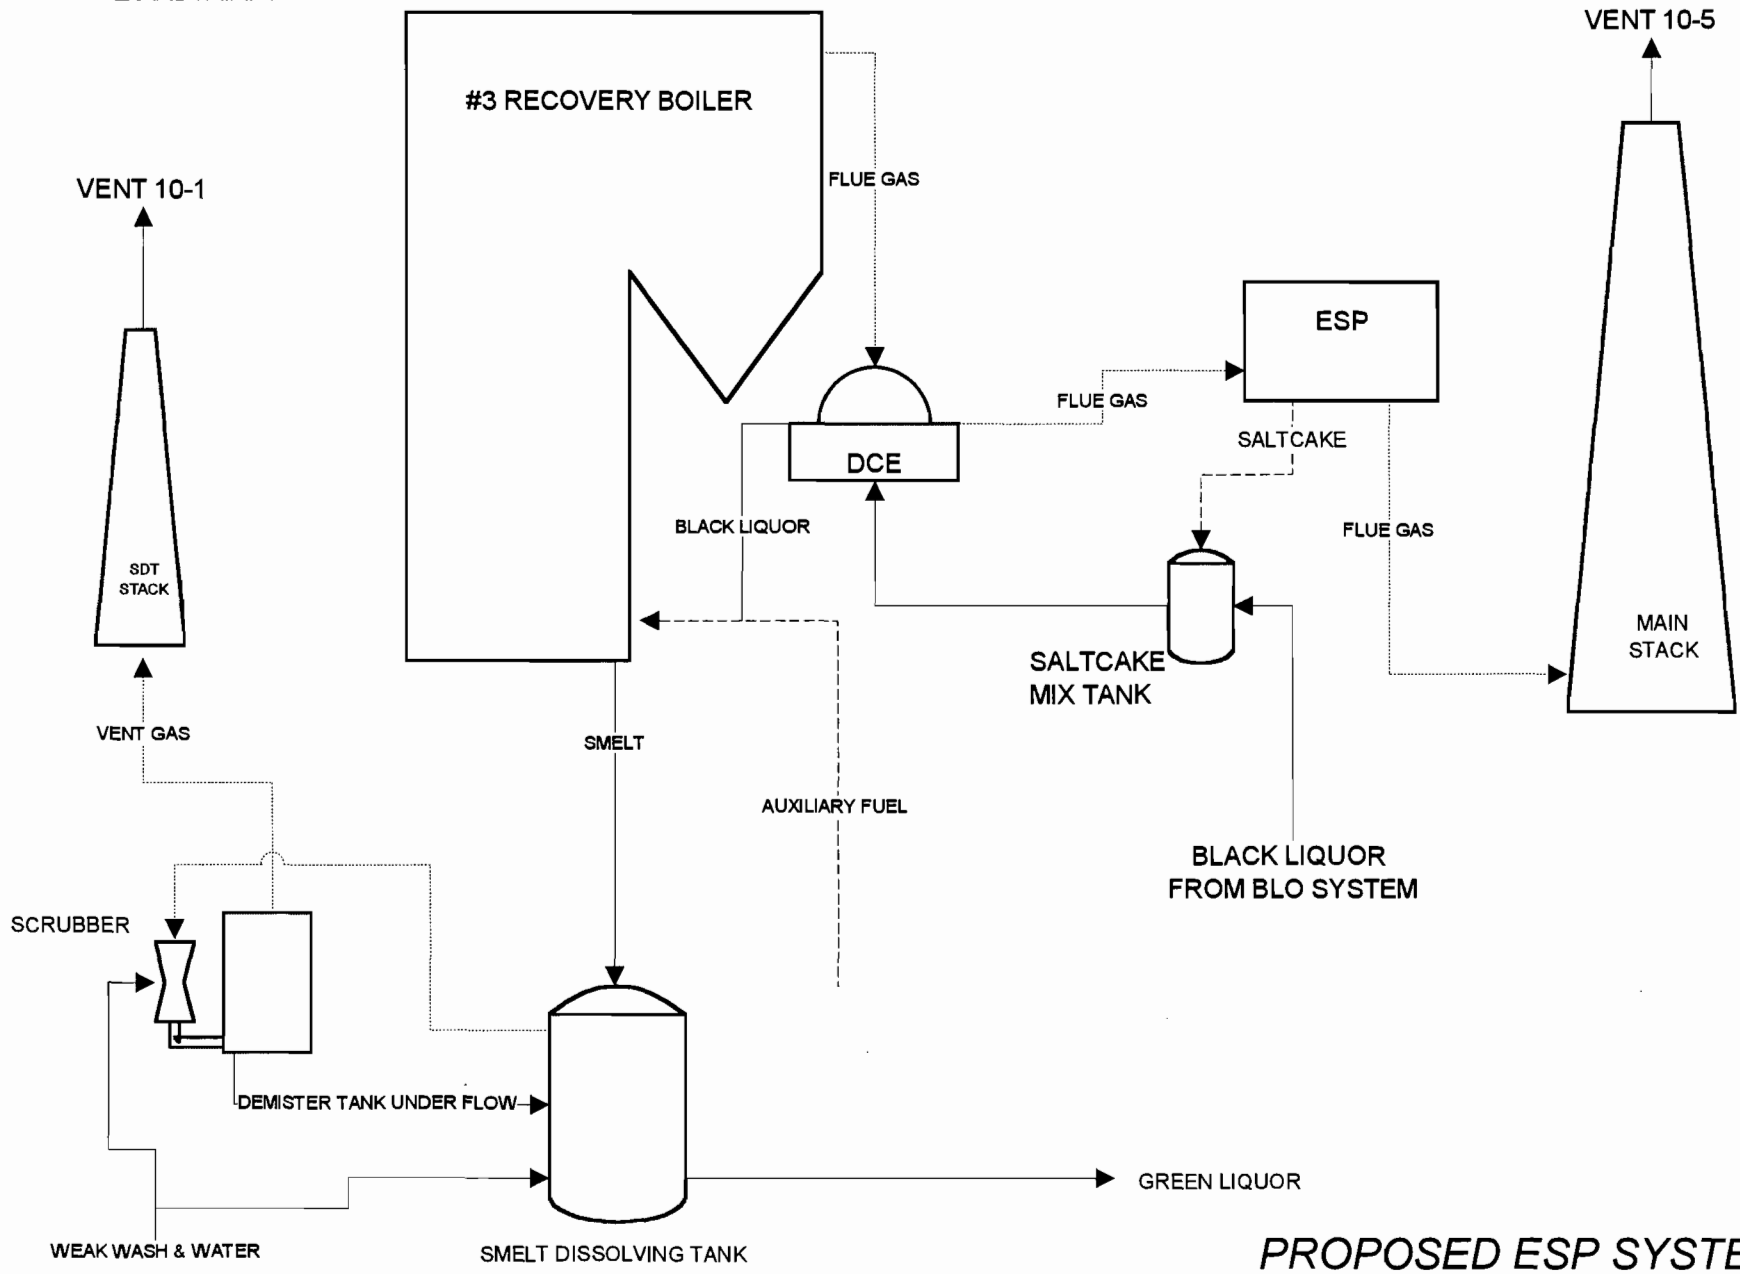 VENT 10-5
#3 RECOVERY BOILER
VENT 10-1
FLUE GAS
ESP
FLUE GAS
SALTCAKE
DCE
BLACK LIQUOR
FLUE GAS
SDT
STACK
MAIN
STACK
SALTCAKE
MIX TANK
VENT GAS
SMELT
AUXILIARY FUEL
BLACK LIQUOR
FROM BLO SYSTEM
SCRUBBER
DEMISTER TANK UNDER FLOW
GREEN LIQUOR
WEAK WASH & WATER
SMELT DISSOLVING TANK
PROPOSED ESP SYSTE